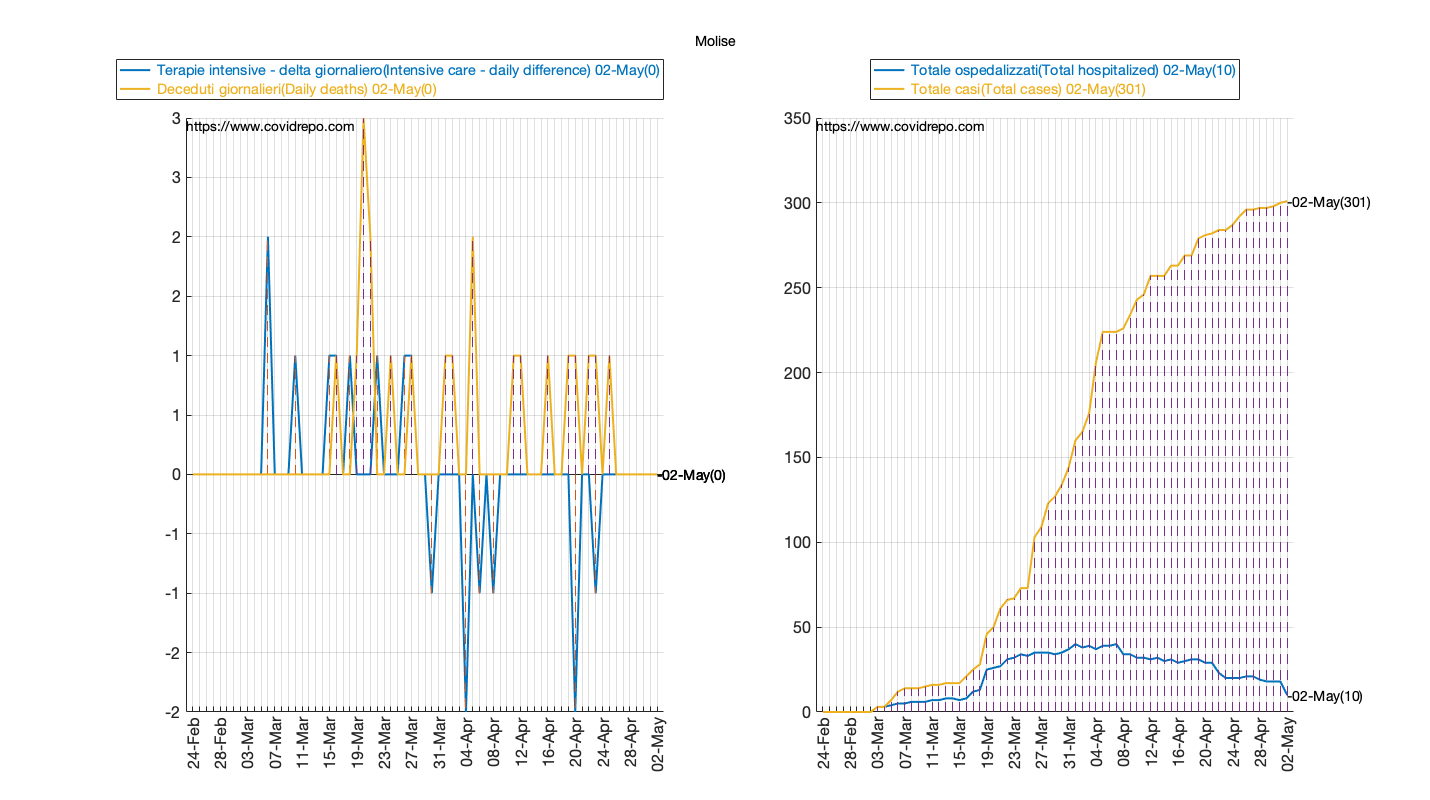 Molise
Terapie intensive - delta giornaliero(Intensive care - daily difference) 02-May(0)
Deceduti giornalieri(Daily deaths) 02-May(0)
https://www.covidrepo.com
3
3
2
2
1
1
0
-1
-1
-2
-2
02-May(0)
24-Feb
28-Feb
03-Mar
07-Mar
11-Mar
15-Mar
19-Mar
23-Mar
27-Mar
31-Mar
04-Apr
08-Apr
12-Apr
16-Apr
20-Apr
24-Apr
28-Apr
02-May
Totale ospedalizzati(Total hospitalized) 02-May(10)
Totale casi(Total cases) 02-May(301)
https://www.covidrepo.com
350
300
250
200
150
100
50
0
02-May(301)
02-May(10)
24-Feb
28-Feb
03-Mar
07-Mar
11-Mar
15-Mar
19-Mar
23-Mar
27-Mar
31-Mar
04-Apr
08-Apr
12-Apr
16-Apr
20-Apr
24-Apr
28-Apr
02-May